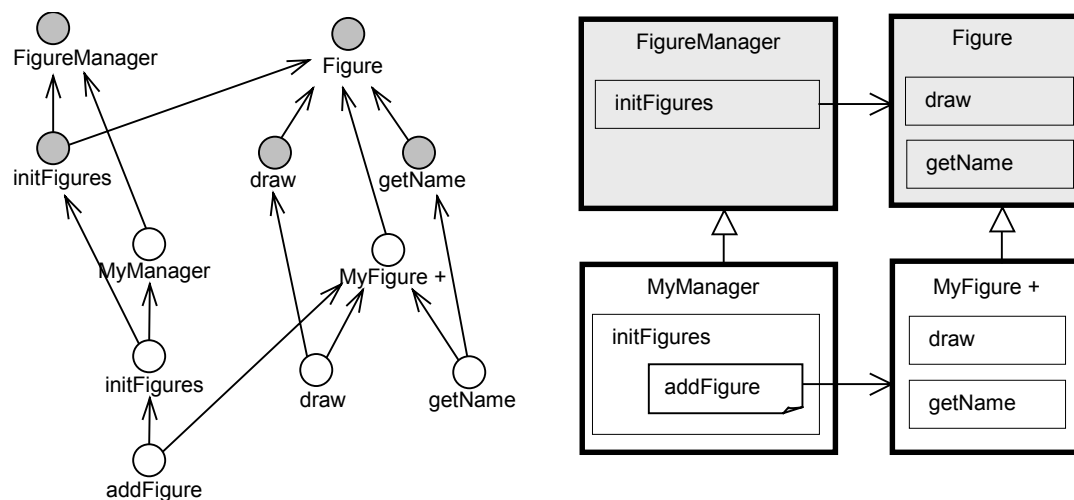 FigureManager
Figure
initFigures
draw
getName
MyManager
MyFigure +
initFigures
draw
getName
addFigure
FigureManager
initFigures
Figure
draw
getName
MyManager
initFigures
addFigure
MyFigure +
draw
getName